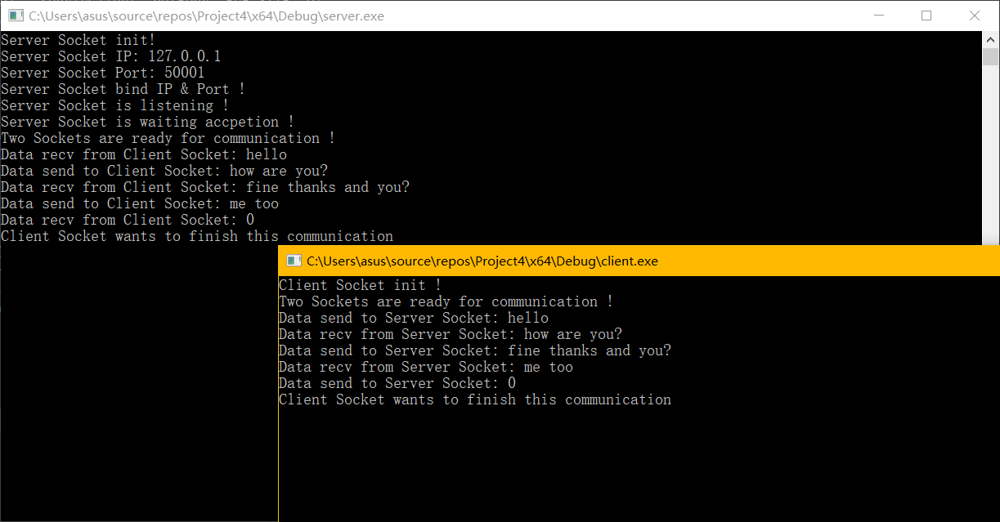 C:\Users\asus\source\repos\Project4\x64\Debug\server.exe
Server Socket init!
Server Socket IP: 127.0.0.1
Server Socket Port: 50001
Server Socket bind IP & Port !
Server Socket is listening !
Server Socket is waiting accpetion !
Two Sockets are ready for communication !
Data recv from Client Socket: hello
Data send to Client Socket: how are you?
Data recv from Client Socket: fine thanks and you?
Data send to Client Socket: me too
Data recv from Client Socket: 0
Client Socket wants to finish this communication
C:\Users\asus\source\repos\Project4\x64\Debug\client.exe
Client Socket init !
Two Sockets are ready for communication !
Data send to Server Socket: hello
Data recv from Server Socket: how are you?
Data send to Server Socket: fine thanks and you?
Data recv from Server Socket: me too
Data send to Server Socket: 0
Client Socket wants to finish this communication